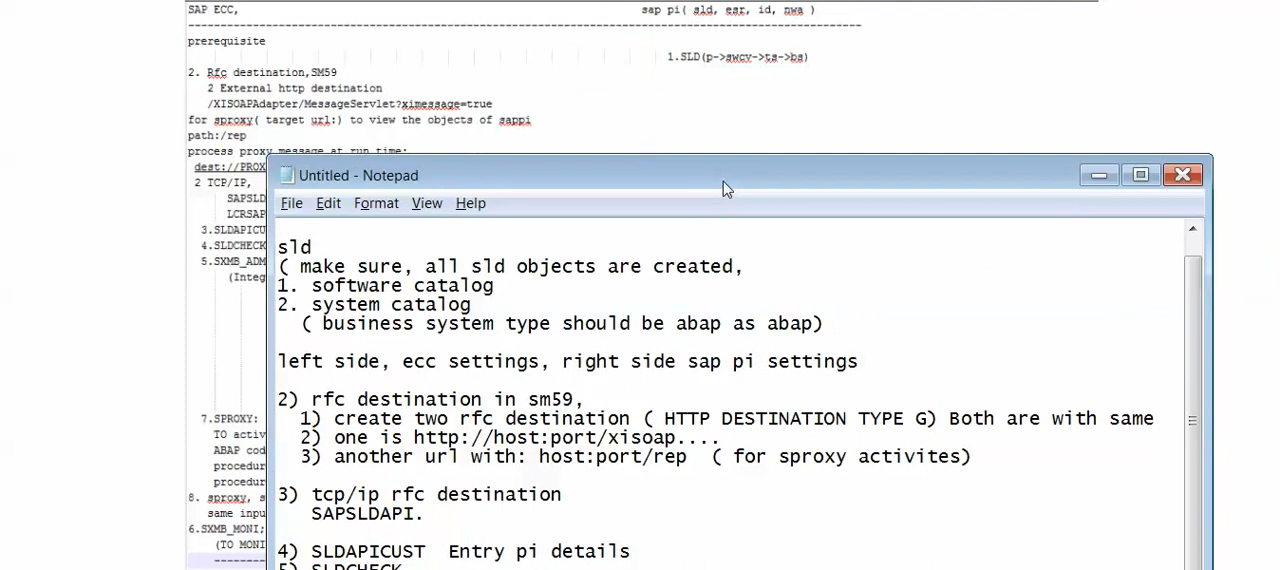 SAP ECC, sap pi( sld, esr, id, nwa )
--------------------------------------------------------------------------------
prerequisite
1.SLD(p->swcv->ts->bs)
2. Rfc destination,SM59
2 External http destination
/XISOAPAdapter/MessageServlet?ximessage=true
for sproxy( target url:) to view the objects of sappi
path:/rep
process proxy message at run time:
dest://PROX
2 TCP/IP,
SAPSLD
LCRSAP
3.SLDAPICU
4.SLDCHECK
5.SXMB_ADM
(Integ
7.SPROXY:
TO activ
ABAP cod
procedur
procedur
8. sproxy, s
same inpu
6.SXMB_MONI;
(TO MONI
-------
Untitled - Notepad
File Edit Format View Help
sld
( make sure, all sld objects are created,
1. software catalog
2. system catalog
( business system type should be abap as abap)
left side, ecc settings, right side sap pi settings
2) rfc destination in sm59,
1) create two rfc destination ( HTTP DESTINATION TYPE G) Both are with same
2) one is http://host:port/xisoap....
3) another url with: host:port/rep ( for sproxy activites)
3) tcp/ip rfc destination
SAPSLDAPI.
4) SLDAPICUST Entry pi details
5) SLDCHECK